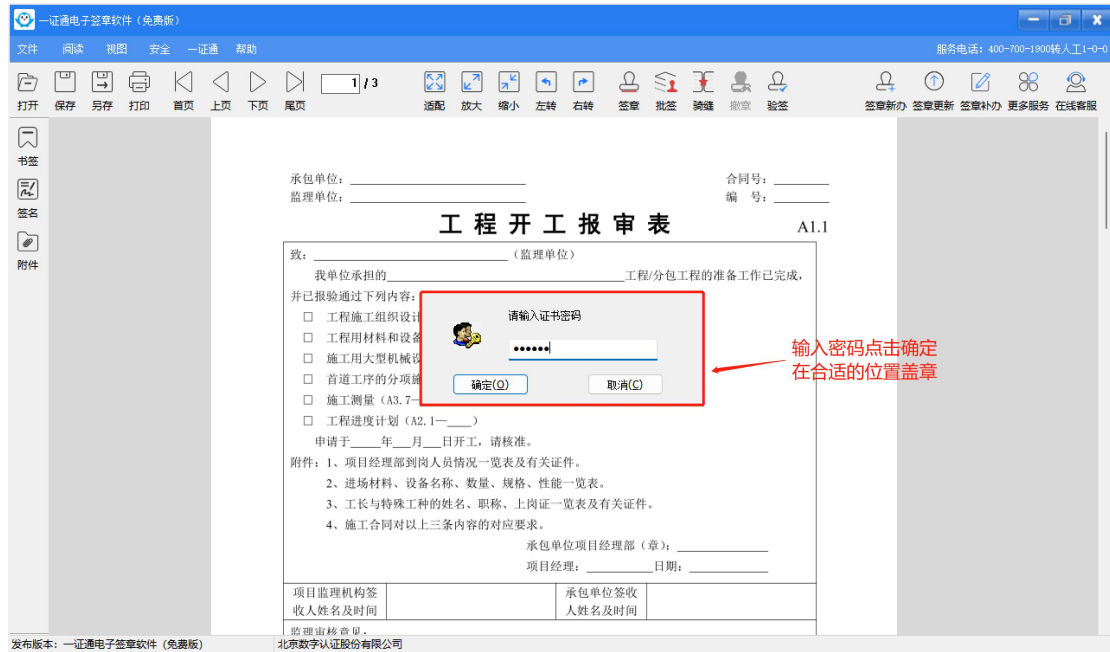 一证通电子签章软件（免费版）
文件 阅读 视图 安全 一证通 帮助 服务电话：400-700-1900转人工1-0-0
打开 保存 另存 打印 首页 上页 下页 尾页 1 / 3 适配 放大 缩小 左转 右转 签章 批签 骑缝 撤章 验签 签章新办 签章更新 签章补办 更多服务 在线客服
书签
签名
附件
承包单位：
合同号：
监理单位：
编 号：
工程开工报审表 A1.1
致：（监理单位）
我单位承担的 工程/分包工程的准备工作已完成，
并已报验通过下列内容：
□ 工程施工组织设计
□ 工程用材料和设备
□ 施工用大型机械设
□ 首道工序的分项施
□ 施工测量（A3.7—
□ 工程进度计划（A2.1—____）
申请于____年__月__日开工，请核准。
附件：1、项目经理部到岗人员情况一览表及有关证件。
2、进场材料、设备名称、数量、规格、性能一览表。
3、工长与特殊工种的姓名、职称、上岗证一览表及有关证件。
4、施工合同对以上三条内容的对应要求。
承包单位项目经理部（章）：
项目经理： 日期：
项目监理机构签
收人姓名及时间
承包单位签收
人姓名及时间
监理审核意见：
请输入证书密码
••••••
确定(O) 取消(C)
输入密码点击确定
在合适的位置盖章
发布版本：一证通电子签章软件（免费版） 北京数字认证股份有限公司